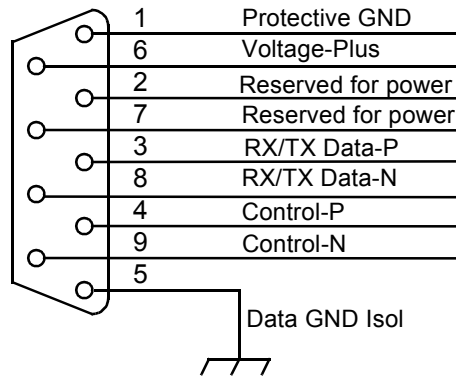 1 Protective GND
6 Voltage-Plus
2 Reserved for power
7 Reserved for power
3 RX/TX Data-P
8 RX/TX Data-N
4 Control-P
9 Control-N
5
Data GND Isol